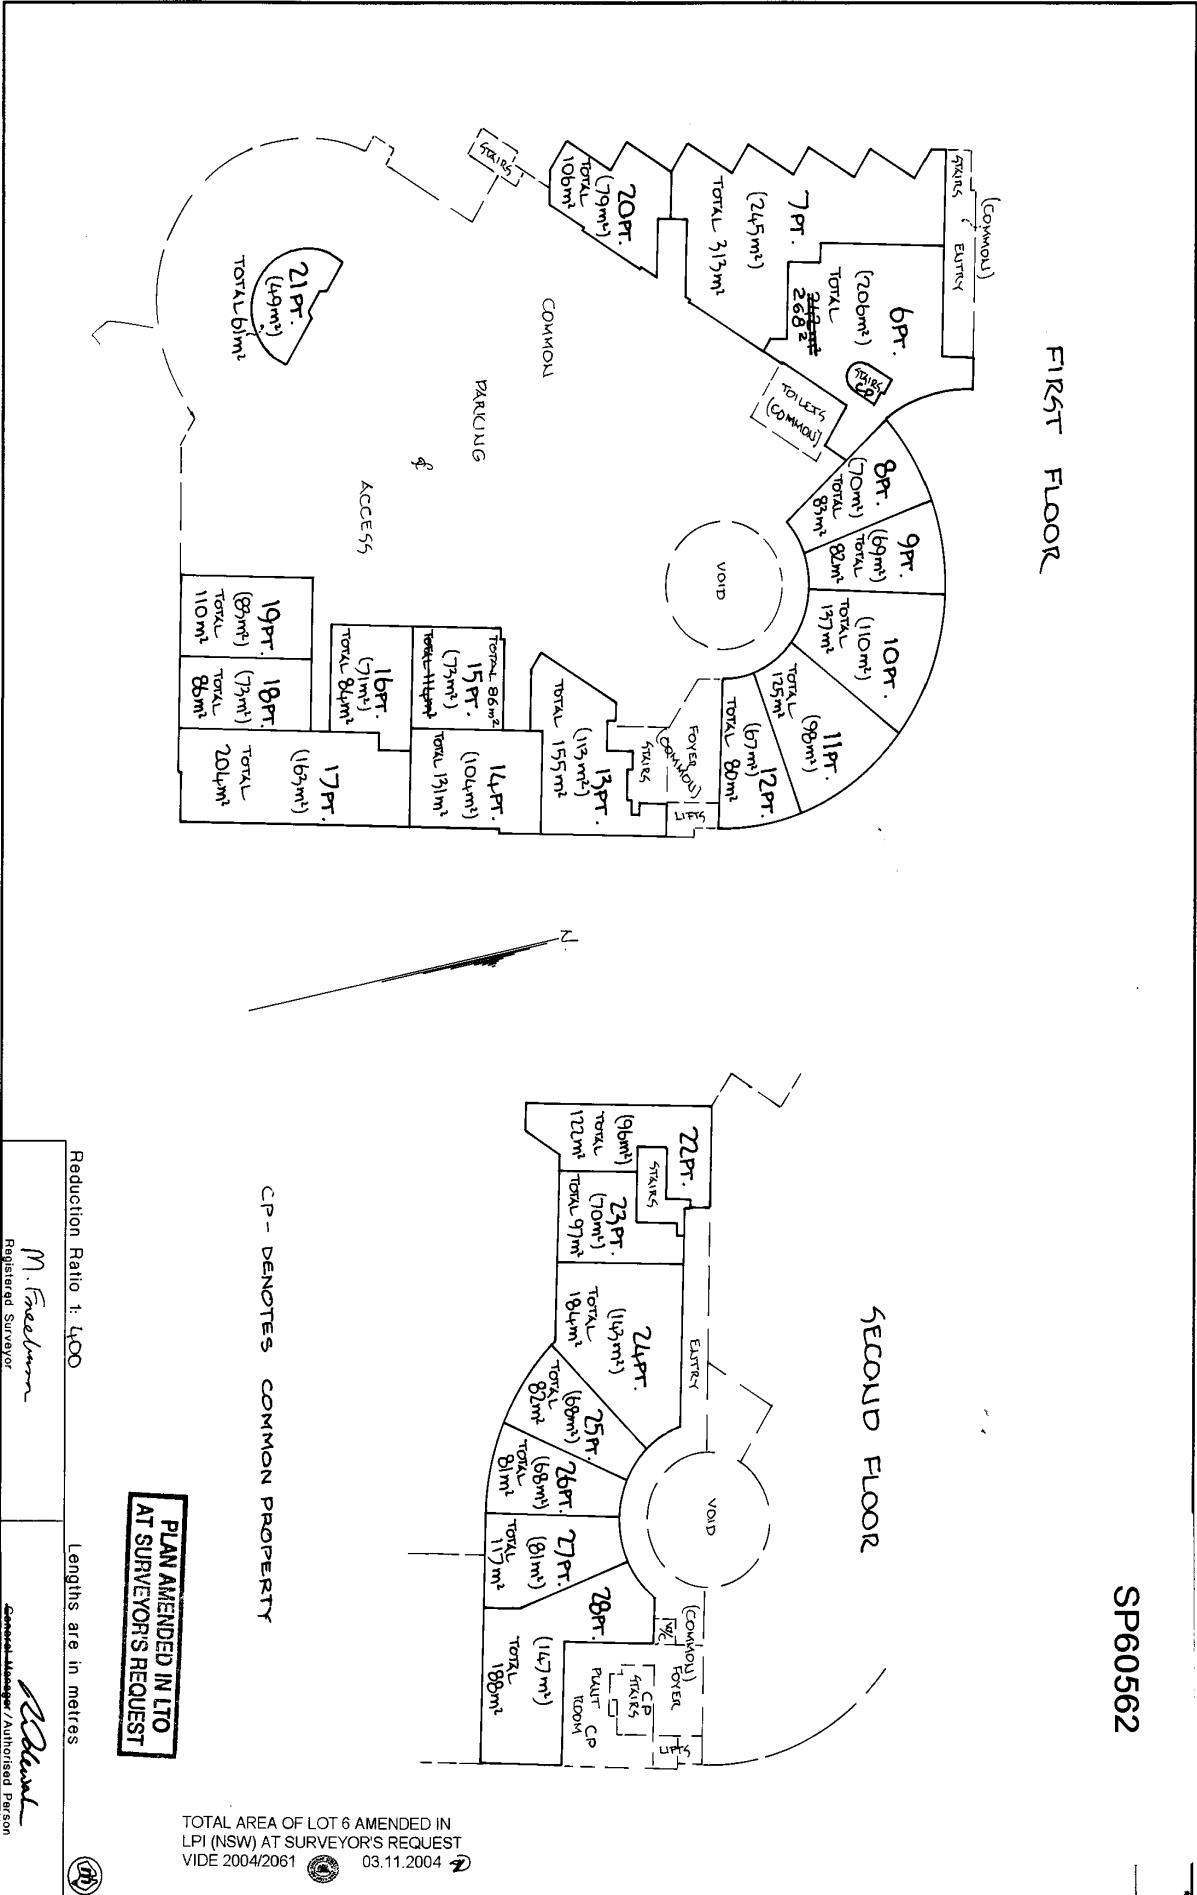 SP60562
FIRST FLOOR
(COMMON)
STAIRS & ENTRY
6PT.
(206m²)
TOTAL
242m²
268²
STAIRS
CP
7PT.
(245m²)
TOTAL 313m²
TOILETS
(COMMON)
20PT.
(79m²)
TOTAL
106m²
STAIRS
8PT.
(70m²)
TOTAL
83m²
9PT.
(69m²)
TOTAL
82m²
10PT.
(110m²)
TOTAL
137m²
11PT.
(98m²)
TOTAL
125m²
12PT.
(67m²)
TOTAL 80m²
VOID
FOYER
(COMMON)
STAIRS
LIFTS
13PT.
(113m²)
TOTAL 155m²
14PT.
(104m²)
TOTAL 131m²
TOTAL 86m²
15PT.
(73m²)
TOTAL 114m²
16PT.
(71m²)
TOTAL 84m²
17PT.
(163m²)
TOTAL
204m²
18PT.
(73m²)
TOTAL
86m²
19PT.
(83m²)
TOTAL
110m²
COMMON
PARKING
&
ACCESS
21PT.
(49m²)
TOTAL 61m²
SECOND FLOOR
22PT.
(96m²)
TOTAL
122m²
STAIRS
23PT.
(70m²)
TOTAL 97m²
24PT.
(143m²)
TOTAL
184m²
ENTRY
25PT.
(68m²)
TOTAL
82m²
26PT.
(68m²)
TOTAL
81m²
27PT.
(81m²)
TOTAL
117m²
28PT.
(147m²)
TOTAL
188m²
VOID
(COMMON)
FOYER
W/C
CP
STAIRS
LIFTS
PLANT CP
ROOM
CP - DENOTES COMMON PROPERTY
PLAN AMENDED IN LTO
AT SURVEYOR'S REQUEST
Reduction Ratio 1: 400
Lengths are in metres
Registered Surveyor
General Manager/Authorised Person
TOTAL AREA OF LOT 6 AMENDED IN
LPI (NSW) AT SURVEYOR'S REQUEST
VIDE 2004/2061 03.11.2004